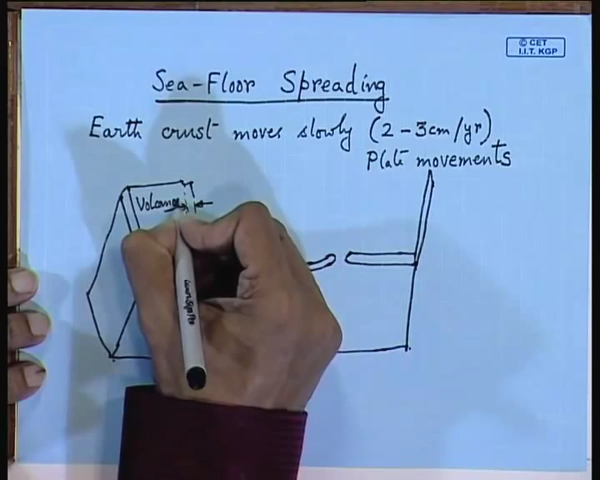 © CET
I.I.T. KGP
Sea-Floor Spreading
Earth crust moves slowly (2-3cm/yr)
Plate movements